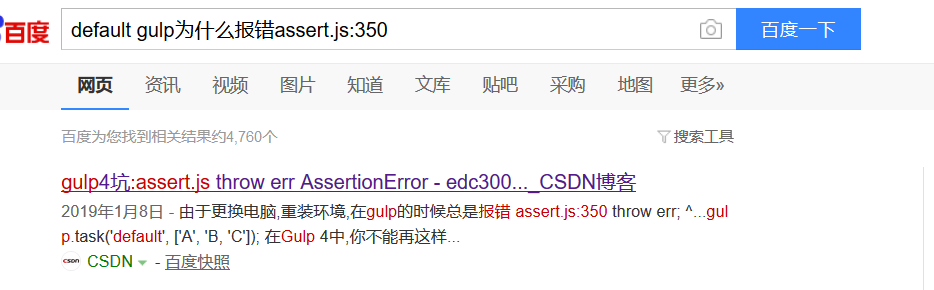 百度 default gulp为什么报错assert.js:350 百度一下
网页 资讯 视频 图片 知道 文库 贴吧 采购 地图 更多»
百度为您找到相关结果约4,760个 搜索工具
gulp4坑:assert.js throw err AssertionError - edc300..._CSDN博客
2019年1月8日 - 由于更换电脑,重装环境,在gulp的时候总是报错 assert.js:350 throw err; ^...gul
p.task('default', ['A', 'B, 'C']); 在Gulp 4中,你不能再这样...
CSDN CSDN - 百度快照